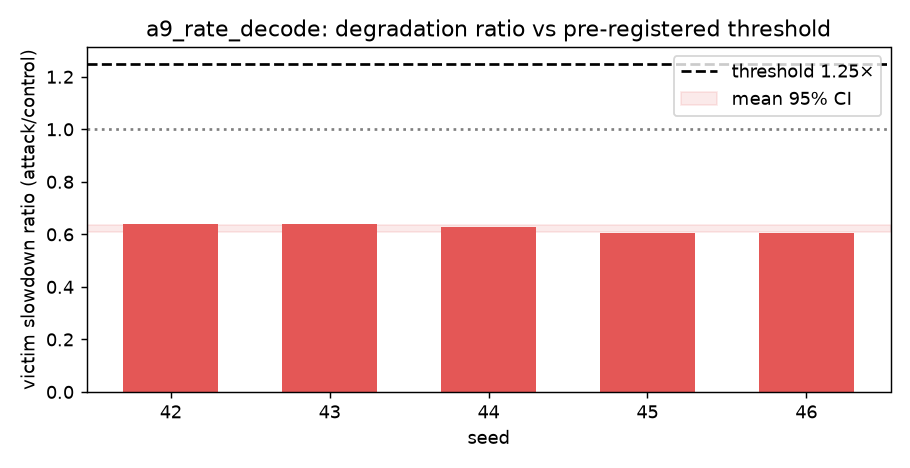 a9_rate_decode: degradation ratio vs pre-registered threshold
victim slowdown ratio (attack/control)
1.2
1.0
0.8
0.6
0.4
0.2
0.0
threshold 1.25×
mean 95% CI
42 43 44 45 46
seed